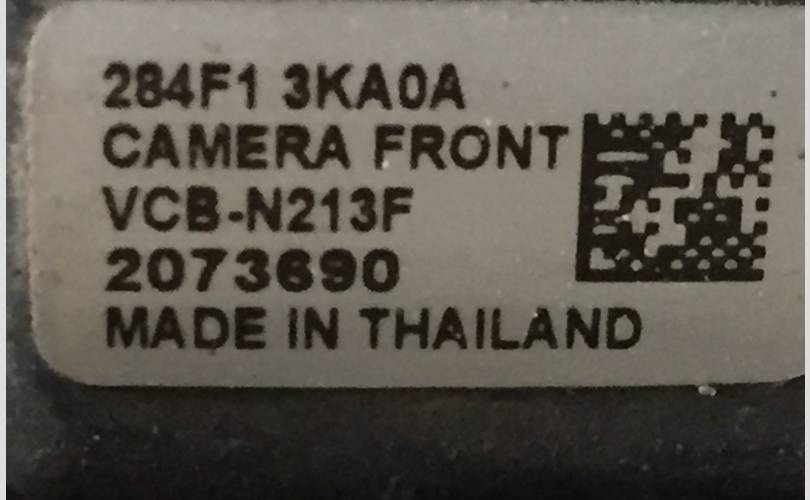 284F1 3KA0A
CAMERA FRONT
VCB-N213F
2073690
MADE IN THAILAND